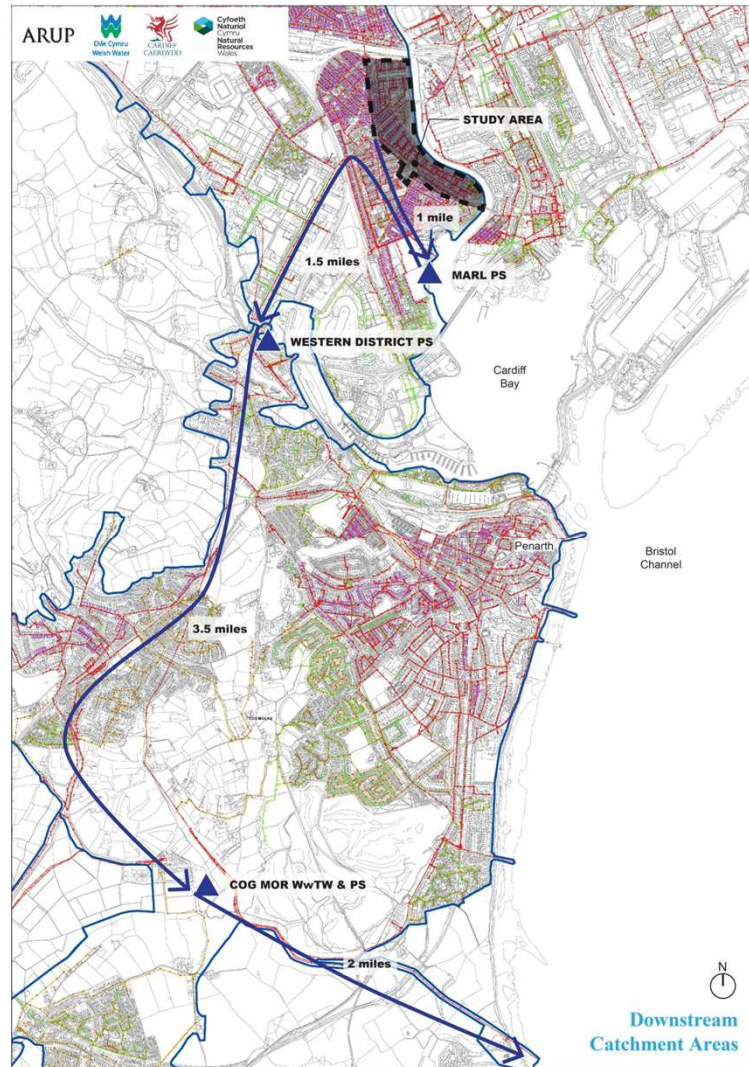 ARUP
Dŵr Cymru
Welsh Water
CARDIFF
CAERDYDD
Cyfoeth
Naturiol
Cymru
Natural
Resources
Wales
STUDY AREA
1 mile
1.5 miles
MARL PS
WESTERN DISTRICT PS
Cardiff
Bay
Penarth
Bristol
Channel
3.5 miles
COG MOR WwTW & PS
2 miles
N
Downstream
Catchment Areas